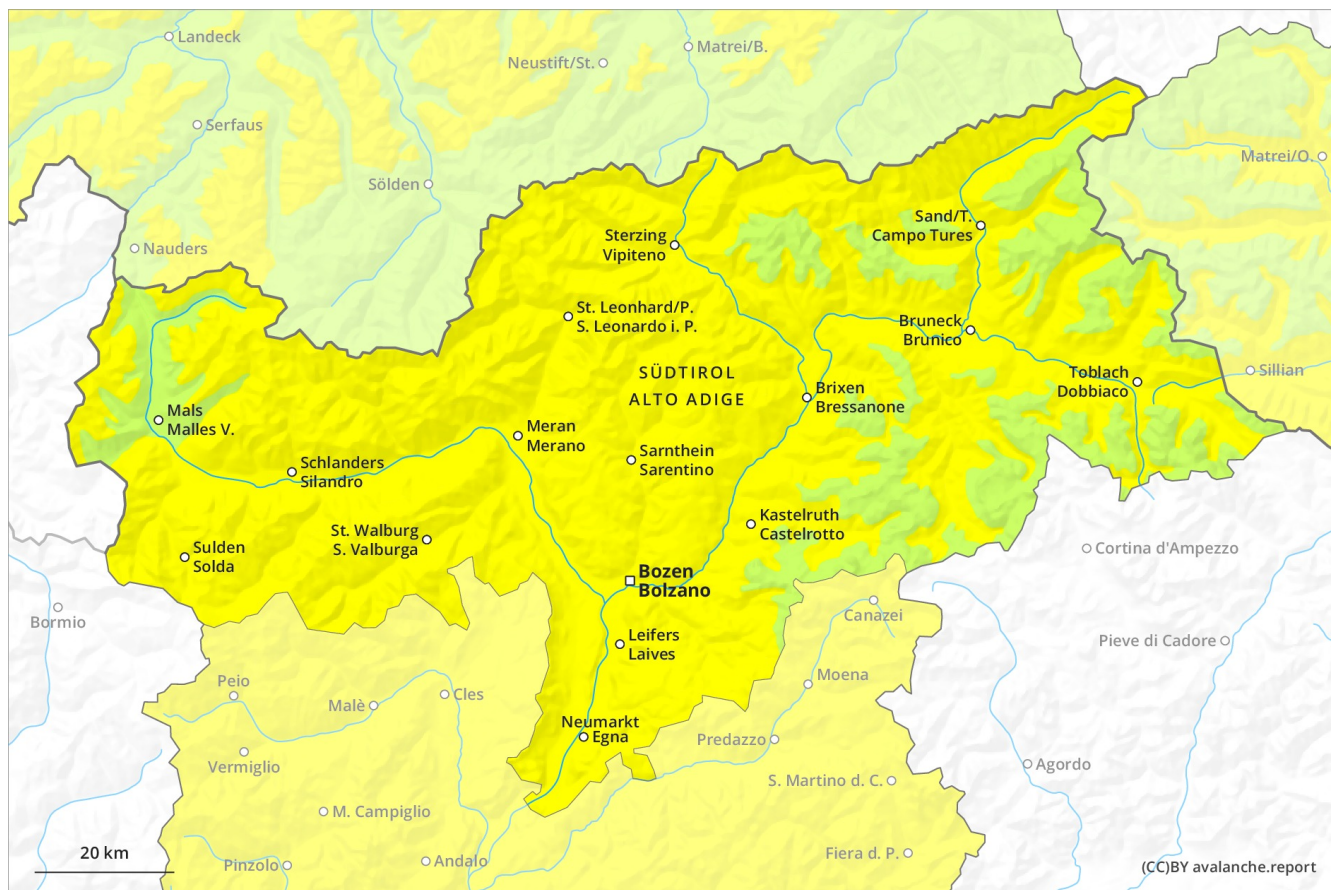 Landeck
Matrei/B.
Neustift/St.
Serfaus
Matrei/O.
Sölden
Sand/T.
Campo Tures
Sterzing
Vipiteno
Nauders
St. Leonhard/P.
S. Leonardo i. P.
Bruneck
Brunico
SÜDTIROL
ALTO ADIGE
Toblach
Dobbiaco
Sillian
Brixen
Bressanone
Mals
Malles V.
Meran
Merano
Sarnthein
Sarentino
Schlanders
Silandro
Kastelruth
Castelrotto
St. Walburg
S. Valburga
Sulden
Solda
Cortina d'Ampezzo
Bozen
Bolzano
Bormio
Canazei
Leifers
Laives
Pieve di Cadore
Peio
Moena
Malè
Cles
Neumarkt
Egna
Predazzo
Vermiglio
Agordo
S. Martino d. C.
M. Campiglio
20 km
Pinzolo
Andalo
Fiera d. P.
(CC)BY avalanche.report